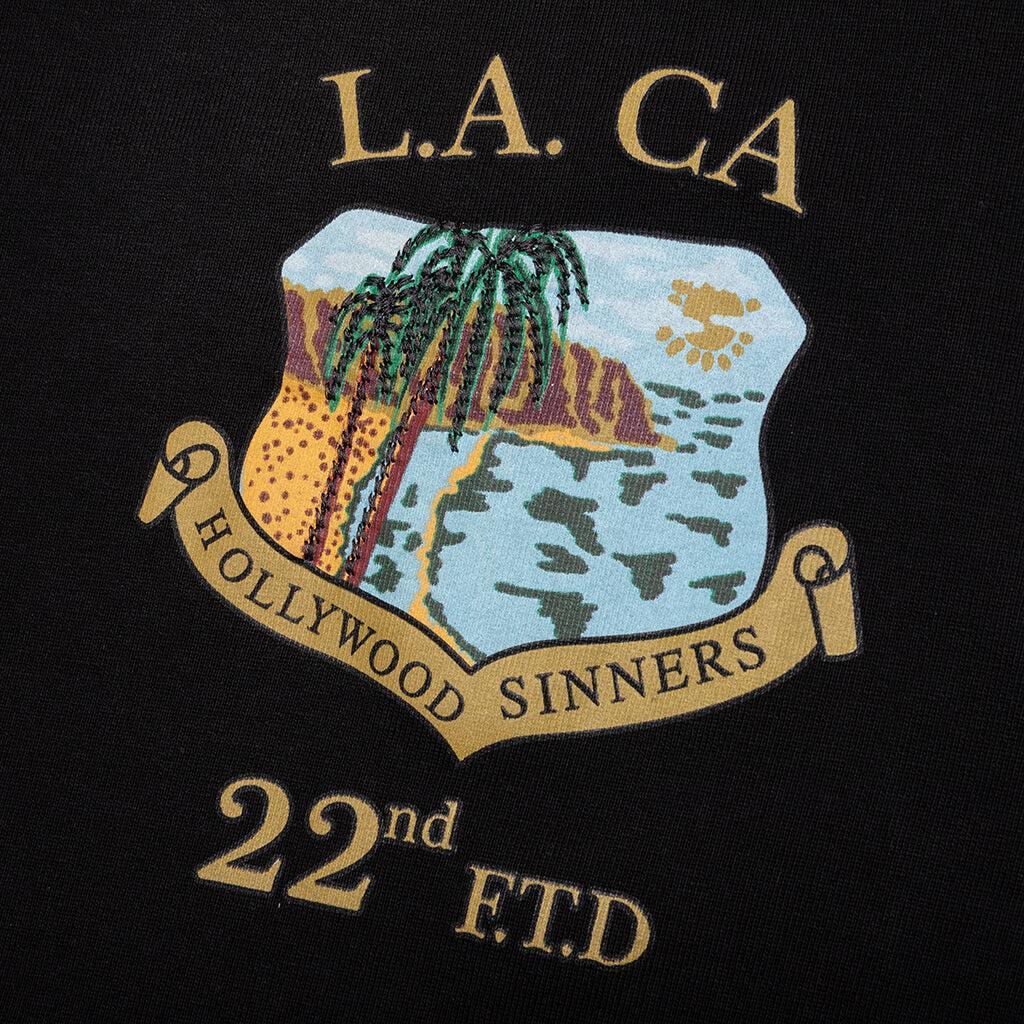 L.A. CA
HOLLYWOOD SINNERS
22nd F.T.D